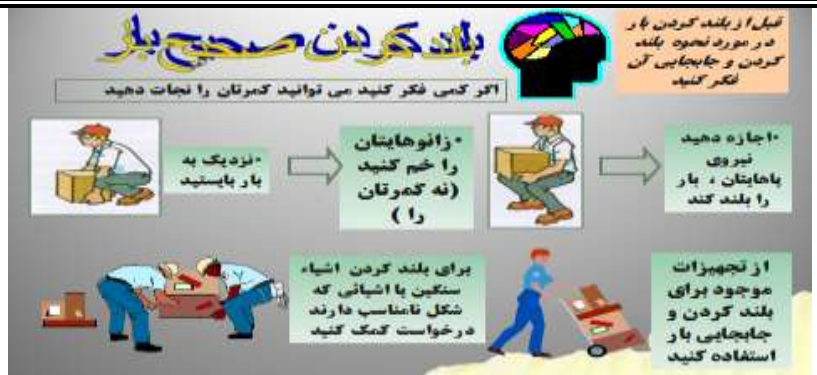 قبل از بلند کردن بار
در مورد نحوه بلند
کردن و جابجایی آن
فکر کنید
بلند کردن صحیح بار
اگر کمی فکر کنید می توانید کمرتان را نجات دهید
•اجازه دهید
نیروی
پاهایتان ، بار
را بلند کند
•زانوهایتان
را خم کنید
(نه کمرتان
را )
•نزدیک به
بار بایستید
از تجهیزات
موجود برای
بلند کردن و
جابجایی بار
استفاده کنید
برای بلند کردن اشیاء
سنگین یا اشیائی که
شکل نامناسب دارند
درخواست کمک کنید